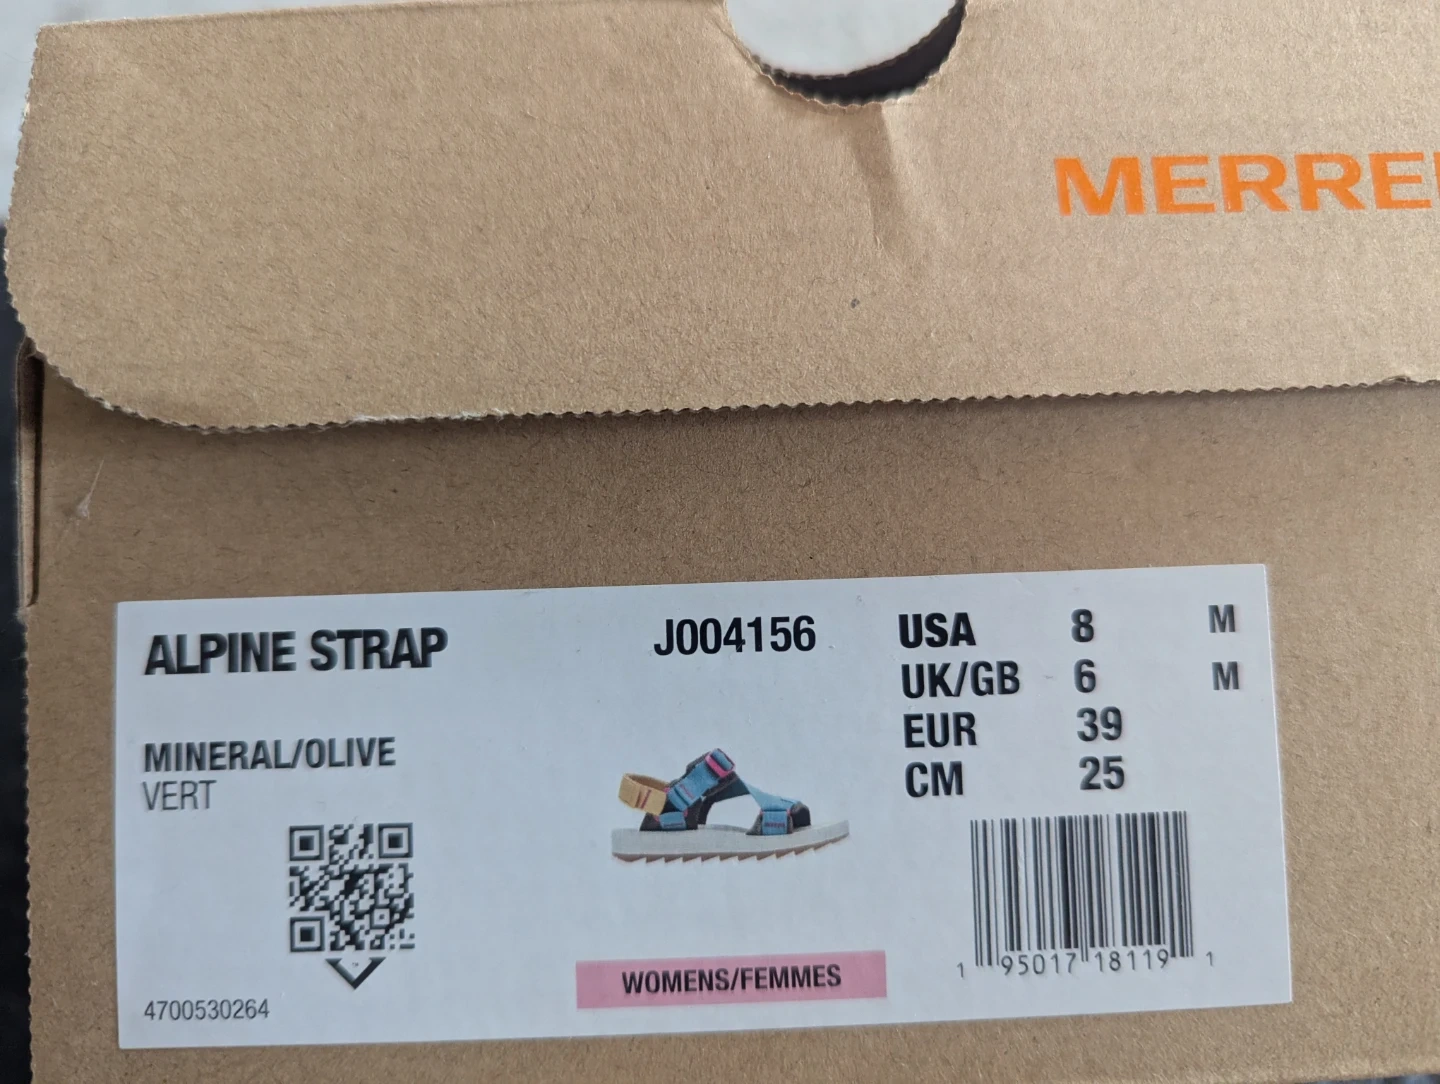 MERRE
ALPINE STRAP
J004156
USA 8 M
UK/GB 6 M
EUR 39
CM 25
MINERAL/OLIVE
VERT
WOMENS/FEMMES
1 95017 18119 1
4700530264